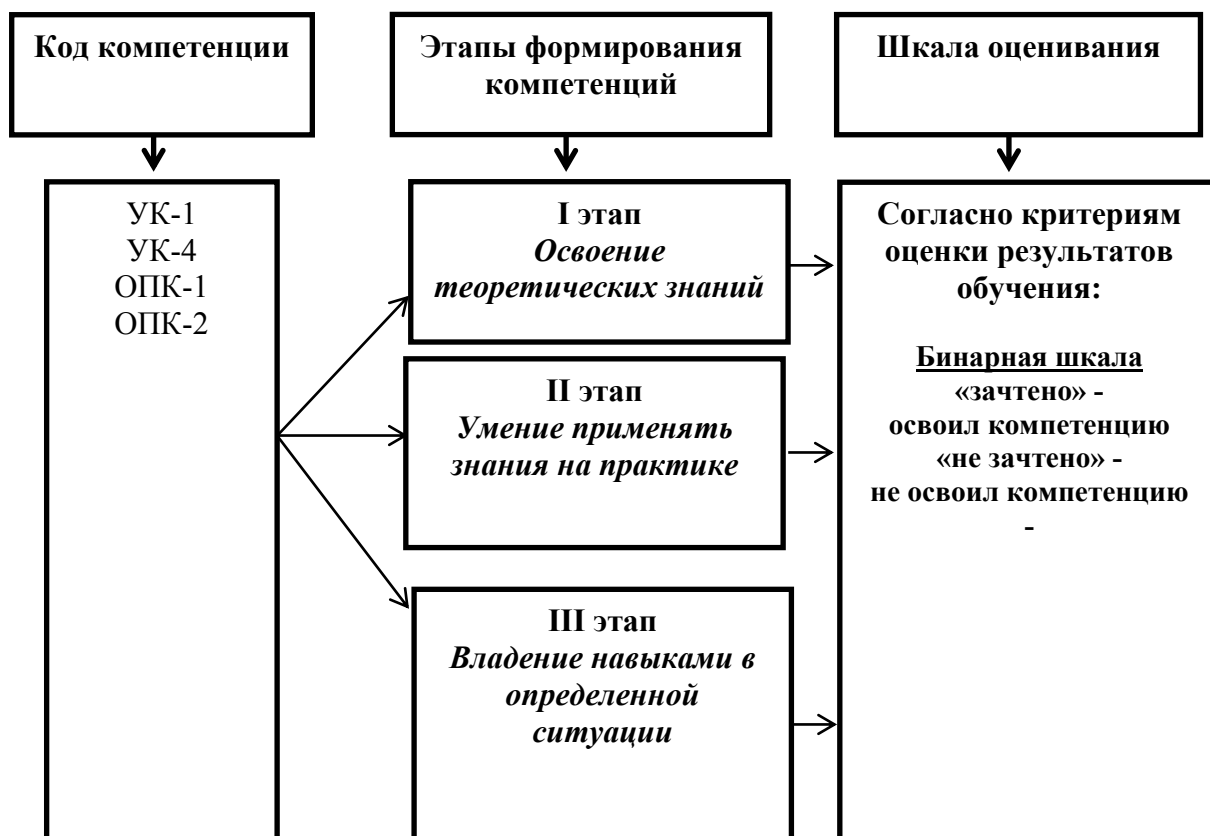 Код компетенции
Этапы формирования
компетенций
Шкала оценивания
УК-1
УК-4
ОПК-1
ОПК-2
I этап
Освоение
теоретических знаний
II этап
Умение применять
знания на практике
III этап
Владение навыками в
определенной
ситуации
Согласно критериям
оценки результатов
обучения:
Бинарная шкала
«зачтено» -
освоил компетенцию
«не зачтено» -
не освоил компетенцию
-